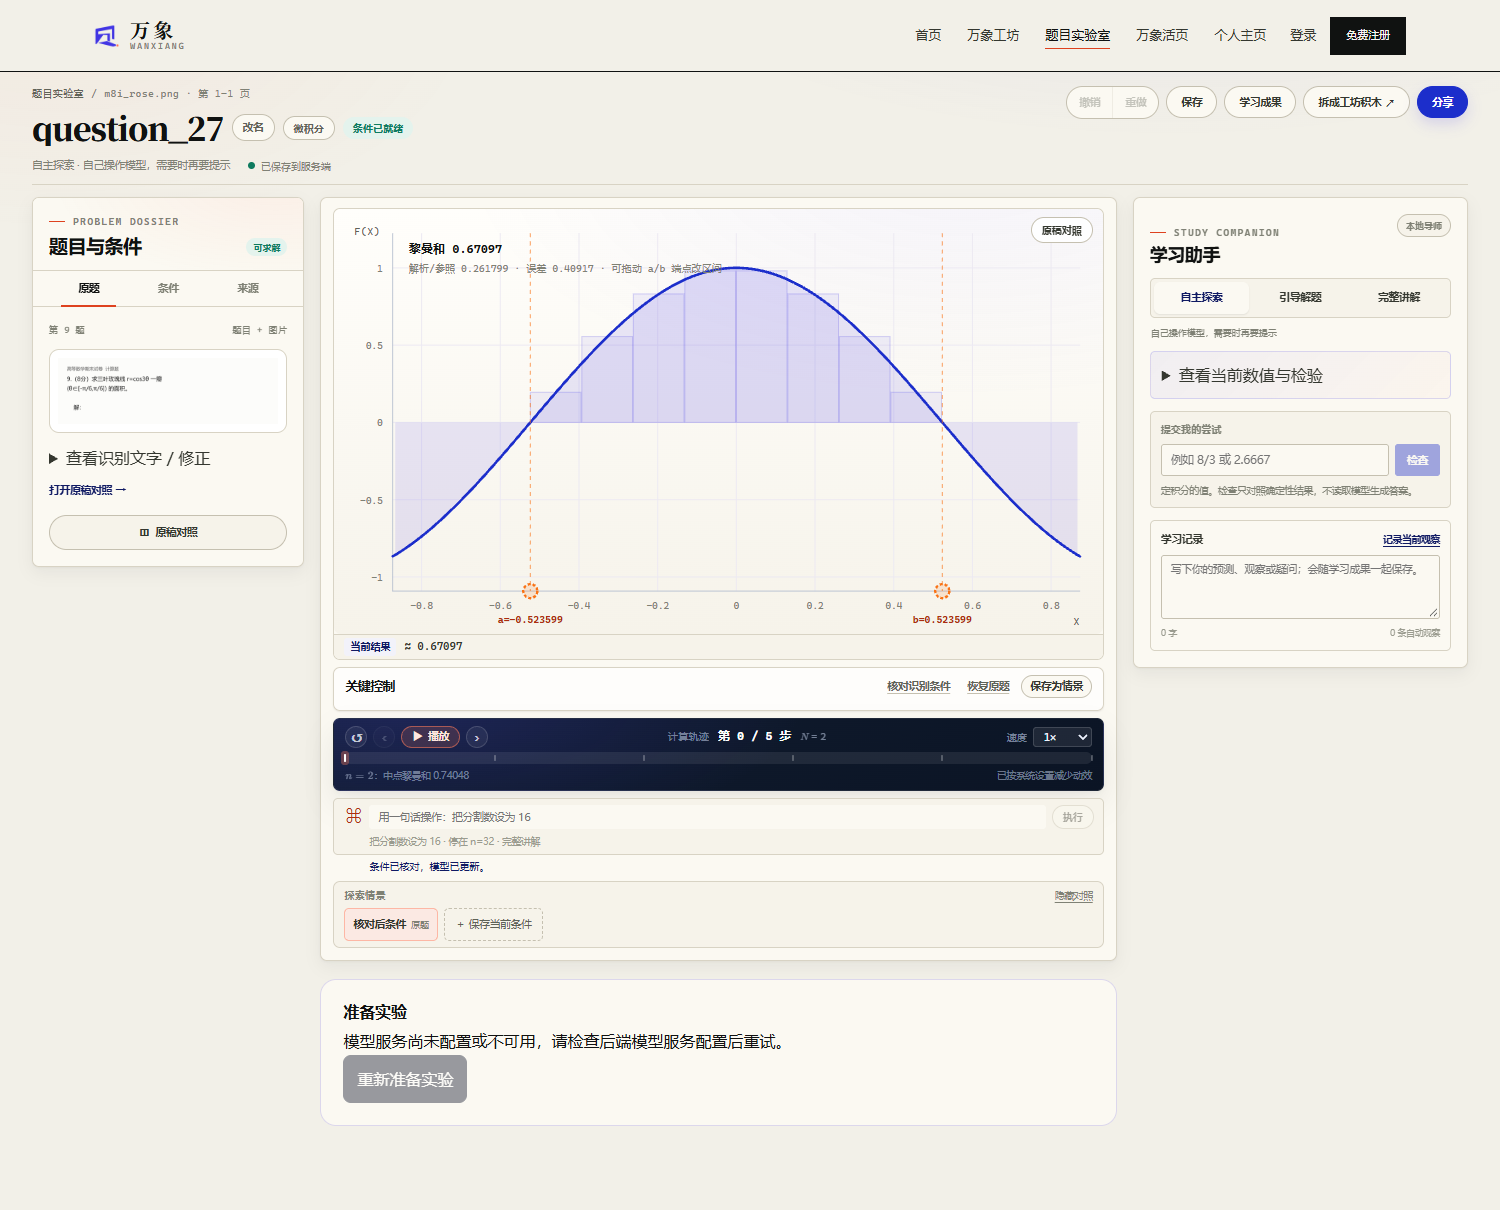 万象
WANXIANG
首页
万象工坊
题目实验室
万象活页
个人主页
登录
免费注册
题目实验室 / m8i_rose.png · 第 1-1 页
撤销
重做
保存
学习成果
拆成工坊积木 ↗
分享
question_27
改名
微积分
条件已就绪
自主探索 · 自己操作模型，需要时再要提示
已保存到服务端
PROBLEM DOSSIER
题目与条件
可求解
原题
条件
来源
第 9 题
题目 + 图片
9.（8分）求三叶玫瑰线 r=cos3θ 一瓣
(θ∈[-π/6,π/6]) 的面积。
解：
▶ 查看识别文字 / 修正
打开原稿对照 →
原稿对照
F(X)
原稿对照
黎曼和 0.67097
解析/参照 0.261799 · 误差 0.40917 · 可拖动 a/b 端点改区间
1
0.5
0
−0.5
−1
−0.8
−0.6
−0.4
−0.2
0
0.2
0.4
0.6
0.8
a=−0.523599
b=0.523599
X
当前结果 ≈ 0.67097
关键控制
核对识别条件
恢复原题
保存为情景
↺
‹
▶ 播放
›
计算轨迹 第 0 / 5 步 N = 2
速度
1×
n = 2：中点黎曼和 0.74048
已按系统设置减少动效
⌘
用一句话操作：把分割数设为 16
执行
把分割数设为 16 · 停在 n=32 · 完整讲解
条件已核对，模型已更新。
探索情景
隐藏对照
核对后条件 原题
+ 保存当前条件
准备实验
模型服务尚未配置或不可用，请检查后端模型服务配置后重试。
重新准备实验
本地导师
STUDY COMPANION
学习助手
自主探索
引导解题
完整讲解
自己操作模型，需要时再要提示
▶ 查看当前数值与检验
提交我的尝试
例如 8/3 或 2.6667
检查
定积分的值。检查只对照确定性结果，不读取模型生成答案。
学习记录
记录当前观察
写下你的预测、观察或疑问；会随学习成果一起保存。
0 字
0 条自动观察